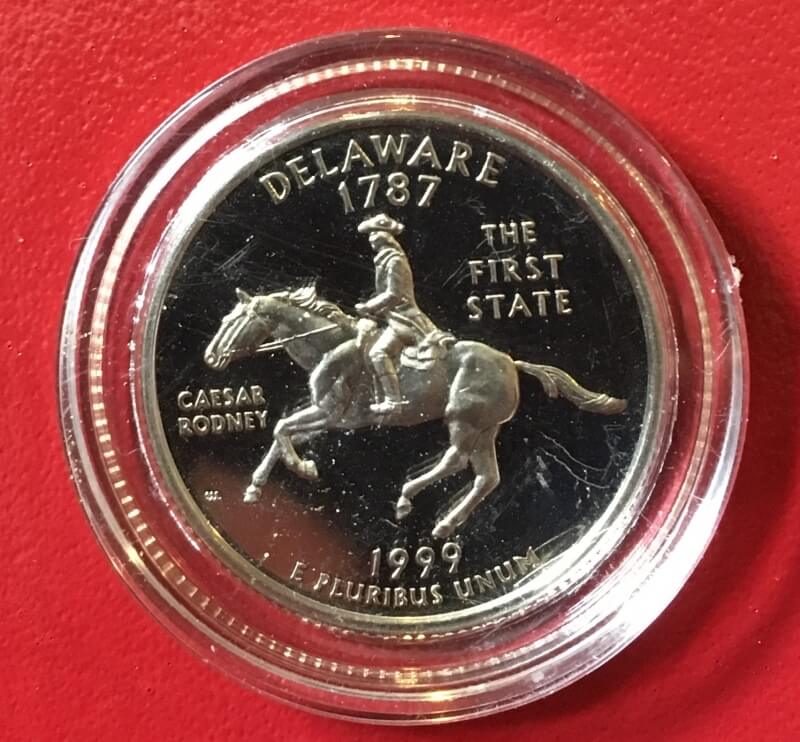 DELAWARE
1787
THE
FIRST
STATE
CAESAR
RODNEY
1999
E PLURIBUS UNUM